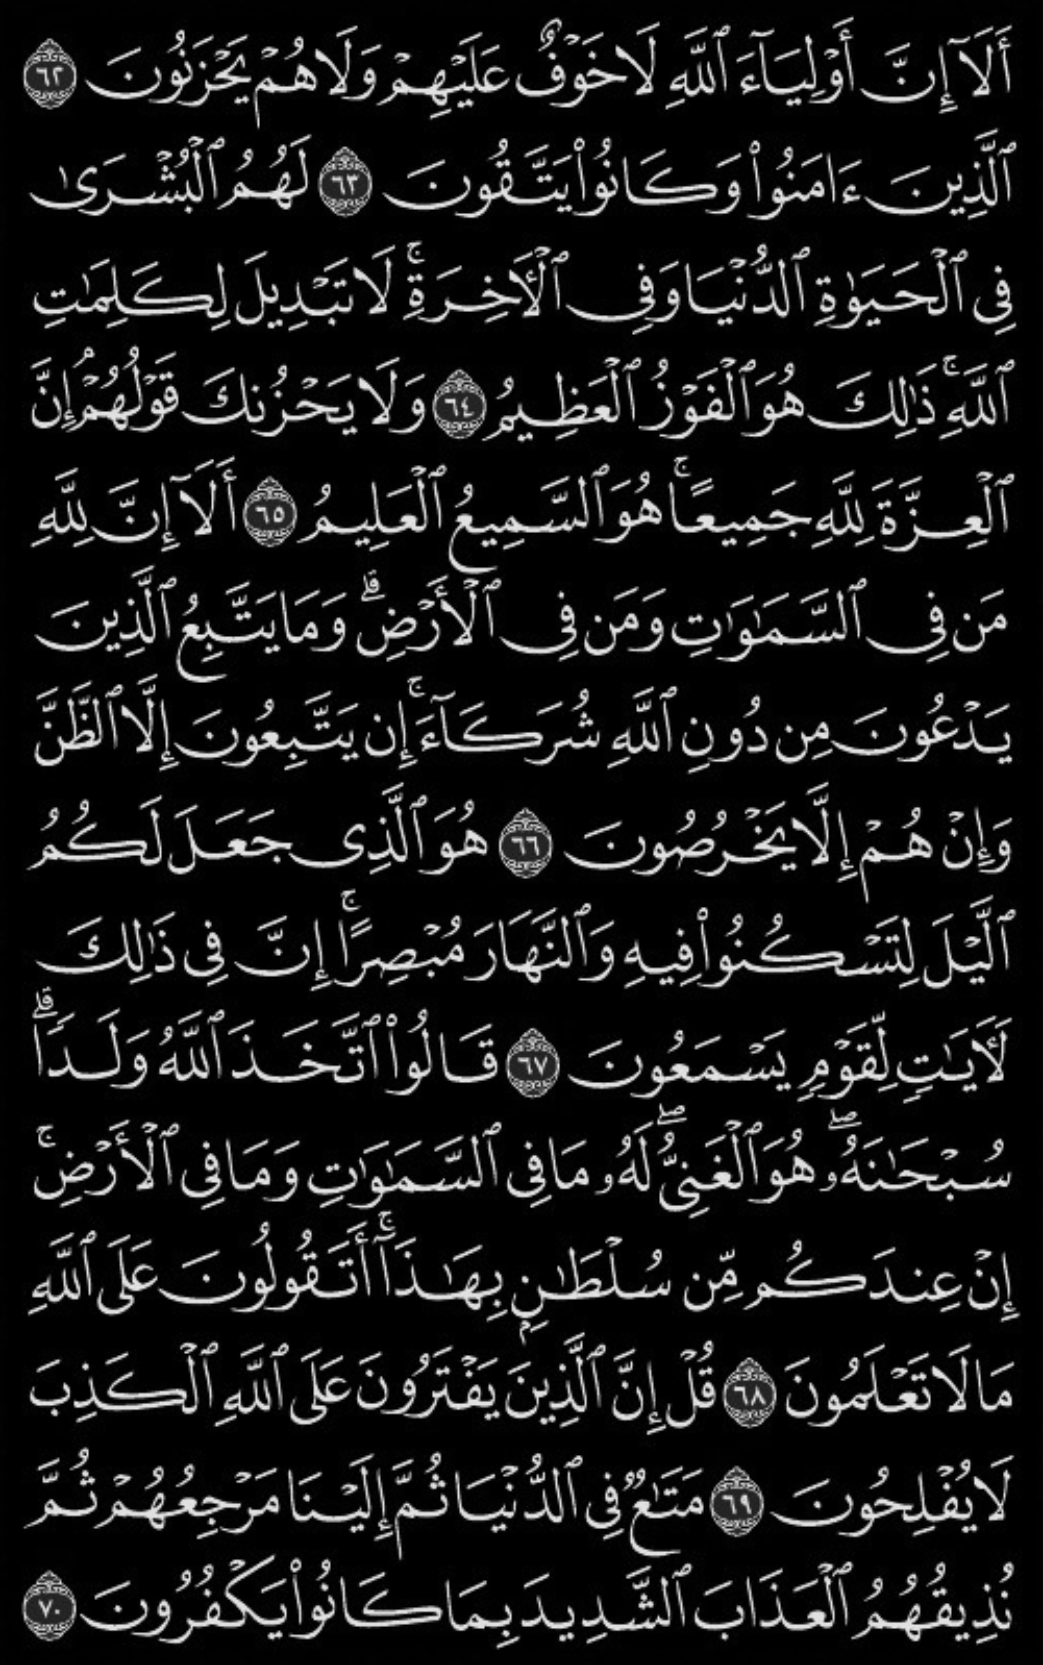 أَلَآ إِنَّ أَوْلِيَآءَ ٱللَّهِ لَا خَوْفٌ عَلَيْهِمْ وَلَا هُمْ يَحْزَنُونَ ٦٢
ٱلَّذِينَ ءَامَنُوا۟ وَكَانُوا۟ يَتَّقُونَ ٦٣ لَهُمُ ٱلْبُشْرَىٰ
فِى ٱلْحَيَوٰةِ ٱلدُّنْيَا وَفِى ٱلْـَٔاخِرَةِ ۚ لَا تَبْدِيلَ لِكَلِمَـٰتِ
ٱللَّهِ ۚ ذَٰلِكَ هُوَ ٱلْفَوْزُ ٱلْعَظِيمُ ٦٤ وَلَا يَحْزُنكَ قَوْلُهُمْ ۘ إِنَّ
ٱلْعِزَّةَ لِلَّهِ جَمِيعًا ۚ هُوَ ٱلسَّمِيعُ ٱلْعَلِيمُ ٦٥ أَلَآ إِنَّ لِلَّهِ
مَن فِى ٱلسَّمَـٰوَٰتِ وَمَن فِى ٱلْأَرْضِ ۗ وَمَا يَتَّبِعُ ٱلَّذِينَ
يَدْعُونَ مِن دُونِ ٱللَّهِ شُرَكَآءَ ۚ إِن يَتَّبِعُونَ إِلَّا ٱلظَّنَّ
وَإِنْ هُمْ إِلَّا يَخْرُصُونَ ٦٦ هُوَ ٱلَّذِى جَعَلَ لَكُمُ
ٱلَّيْلَ لِتَسْكُنُوا۟ فِيهِ وَٱلنَّهَارَ مُبْصِرًا ۚ إِنَّ فِى ذَٰلِكَ
لَـَٔايَـٰتٍ لِّقَوْمٍ يَسْمَعُونَ ٦٧ قَالُوا۟ ٱتَّخَذَ ٱللَّهُ وَلَدًا ۗ
سُبْحَـٰنَهُۥ ۖ هُوَ ٱلْغَنِىُّ ۖ لَهُۥ مَا فِى ٱلسَّمَـٰوَٰتِ وَمَا فِى ٱلْأَرْضِ ۚ
إِنْ عِندَكُم مِّن سُلْطَـٰنٍۭ بِهَـٰذَآ ۚ أَتَقُولُونَ عَلَى ٱللَّهِ
مَا لَا تَعْلَمُونَ ٦٨ قُلْ إِنَّ ٱلَّذِينَ يَفْتَرُونَ عَلَى ٱللَّهِ ٱلْكَذِبَ
لَا يُفْلِحُونَ ٦٩ مَتَـٰعٌ فِى ٱلدُّنْيَا ثُمَّ إِلَيْنَا مَرْجِعُهُمْ ثُمَّ
نُذِيقُهُمُ ٱلْعَذَابَ ٱلشَّدِيدَ بِمَا كَانُوا۟ يَكْفُرُونَ ٧٠